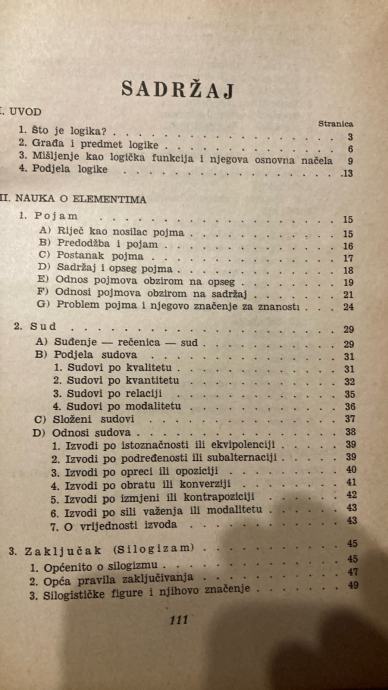 SADRŽAJ
I. UVOD
Stranica
1. Što je logika? . . . . . . . . . . . . . 3
2. Građa i predmet logike . . . . . . . . . . 6
3. Mišljenje kao logička funkcija i njegova osnovna načela 9
4. Podjela logike . . . . . . . . . . . . . .13
II. NAUKA O ELEMENTIMA
1. Pojam . . . . . . . . . . . . . . 15
A) Riječ kao nosilac pojma . . . . . . . . . 15
B) Predodžba i pojam . . . . . . . . . . . 16
C) Postanak pojma . . . . . . . . . . . . 17
D) Sadržaj i opseg pojma . . . . . . . . . . 18
E) Odnos pojmova obzirom na opseg . . . . . . . 19
F) Odnosi pojmova obzirom na sadržaj . . . . . . 21
G) Problem pojma i njegovo značenje za znanosti . . . 24
2. Sud . . . . . . . . . . . . . . . 29
A) Suđenje — rečenica — sud . . . . . . . . . 29
B) Podjela sudova . . . . . . . . . . . . 31
1. Sudovi po kvalitetu . . . . . . . . . . 31
2. Sudovi po kvantitetu . . . . . . . . . . 32
3. Sudovi po relaciji . . . . . . . . . . 35
4. Sudovi po modalitetu . . . . . . . . . . 36
C) Složeni sudovi . . . . . . . . . . . . 37
D) Odnosi sudova . . . . . . . . . . . . 38
1. Izvodi po istoznačnosti ili ekvipolenciji . . . . . 39
2. Izvodi po podređenosti ili subalternaciji . . . . . 39
3. Izvodi po opreci ili opoziciji . . . . . . . 40
4. Izvodi po obratu ili konverziji . . . . . . . 41
5. Izvodi po izmjeni ili kontrapoziciji . . . . . . 42
6. Izvodi po sili važenja ili modalitetu . . . . . . 43
7. O vrijednosti izvoda . . . . . . . . . . 43
3. Zaključak (Silogizam) . . . . . . . . . . 45
1. Općenito o silogizmu . . . . . . . . . . 45
2. Opća pravila zaključivanja . . . . . . . . . 47
3. Silogističke figure i njihovo značenje . . . . . . 49
111